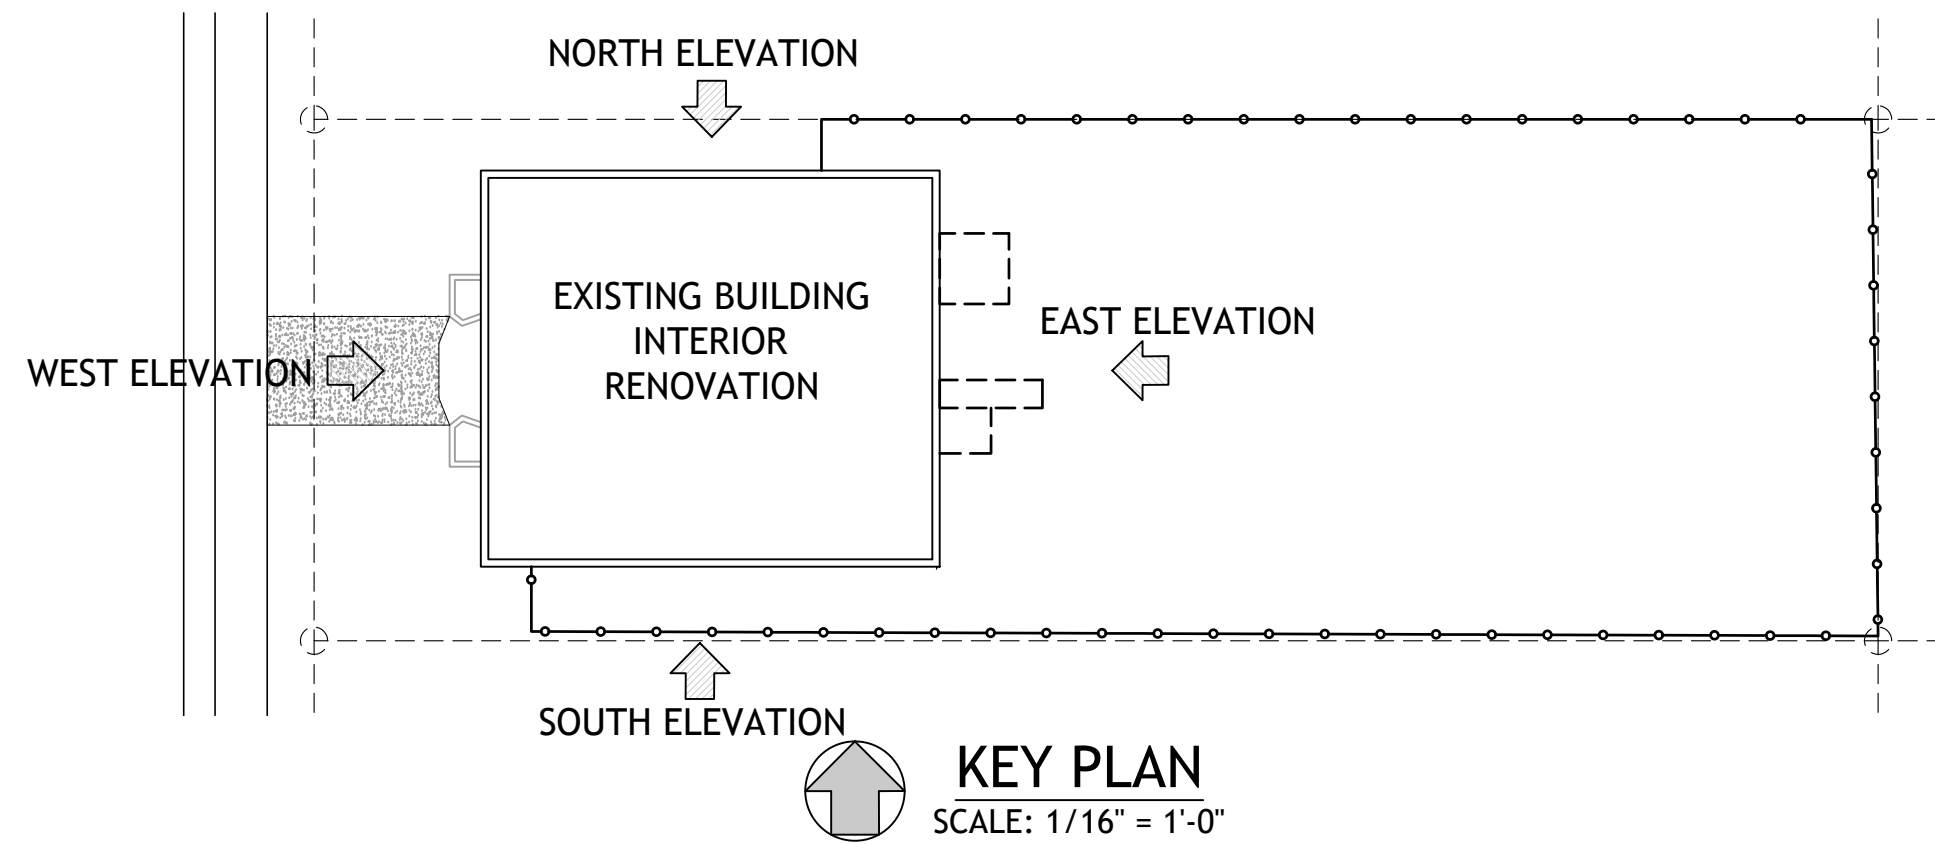 NORTH ELEVATION
EXISTING BUILDING
INTERIOR
RENOVATION
EAST ELEVATION
WEST ELEVATION
SOUTH ELEVATION
KEY PLAN
SCALE: 1/16" = 1'-0"